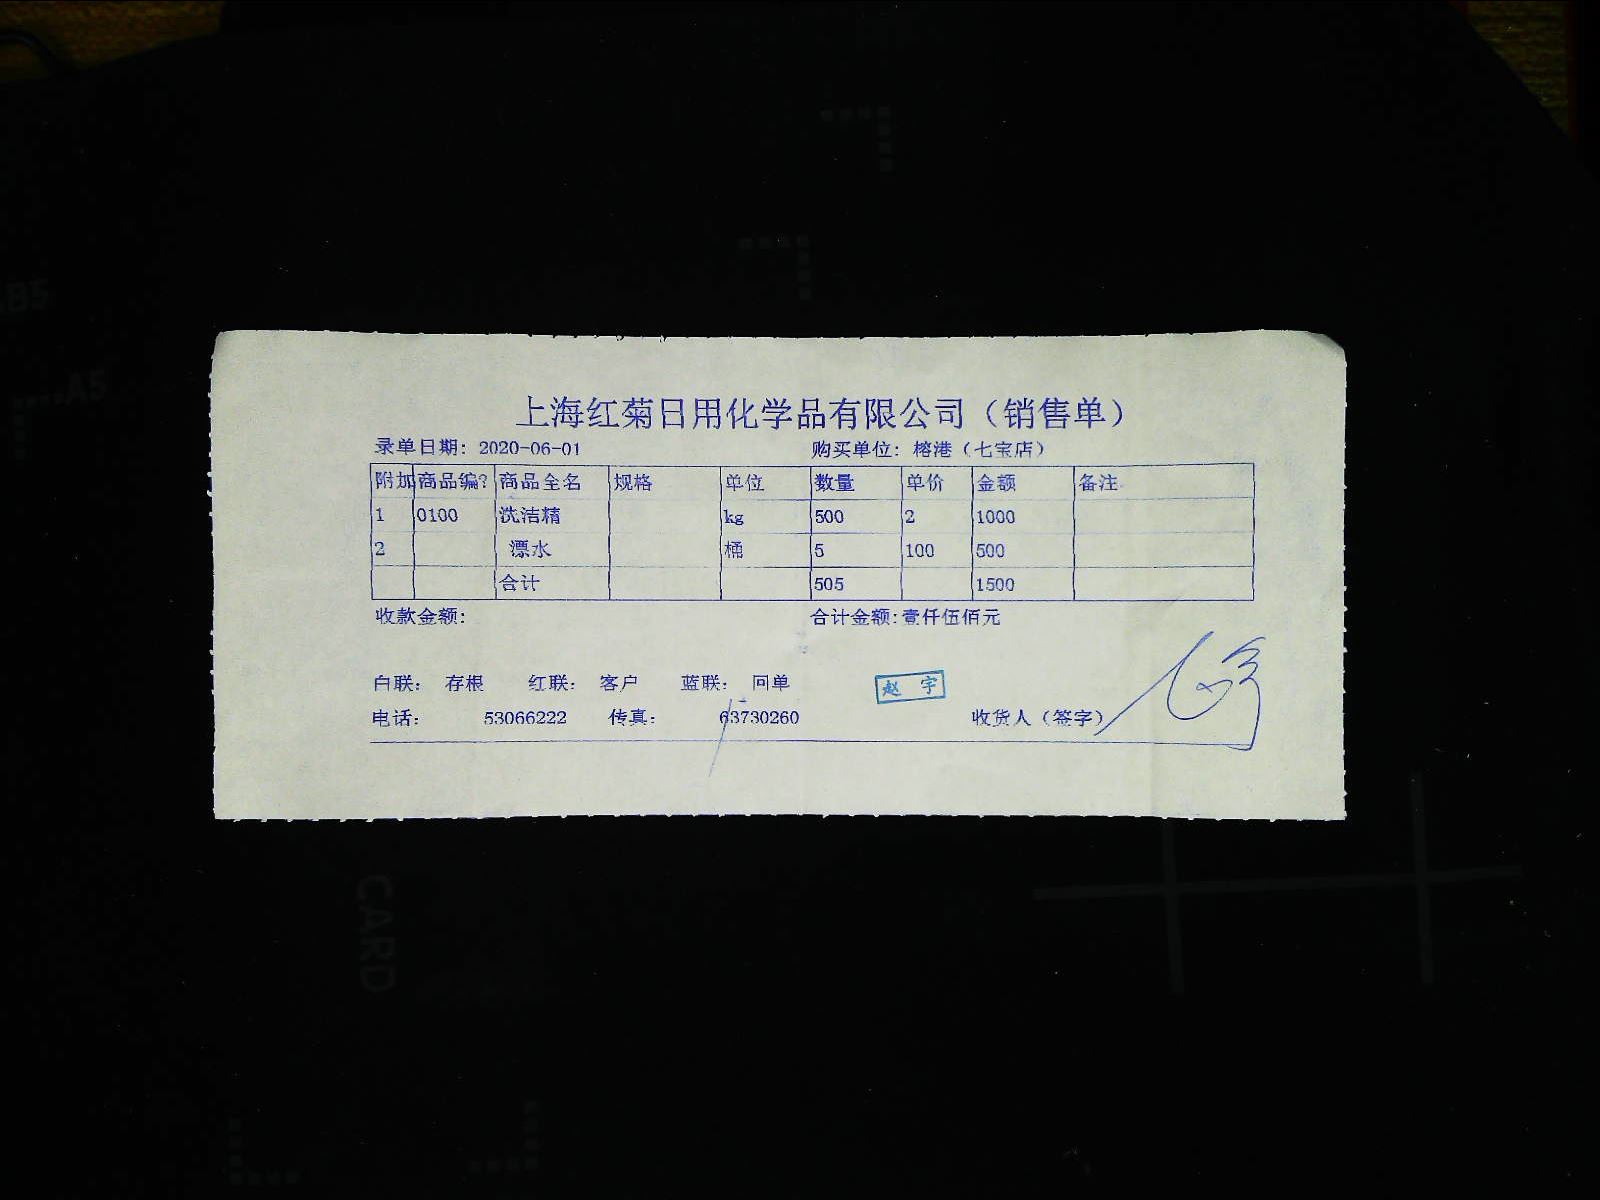 上海红菊日用化学品有限公司（销售单）
录单日期: 2020-06-01 购买单位: 榕港（七宝店）
附加 商品编? 商品全名 规格 单位 数量 单价 金额 备注
1 0100 洗洁精 kg 500 2 1000
2 漂水 桶 5 100 500
合计 505 1500
收款金额: 合计金额:壹仟伍佰元
白联: 存根 红联: 客户 蓝联: 回单 赵宇
电话: 53066222 传真: 63730260 收货人（签字）
A5
CARD